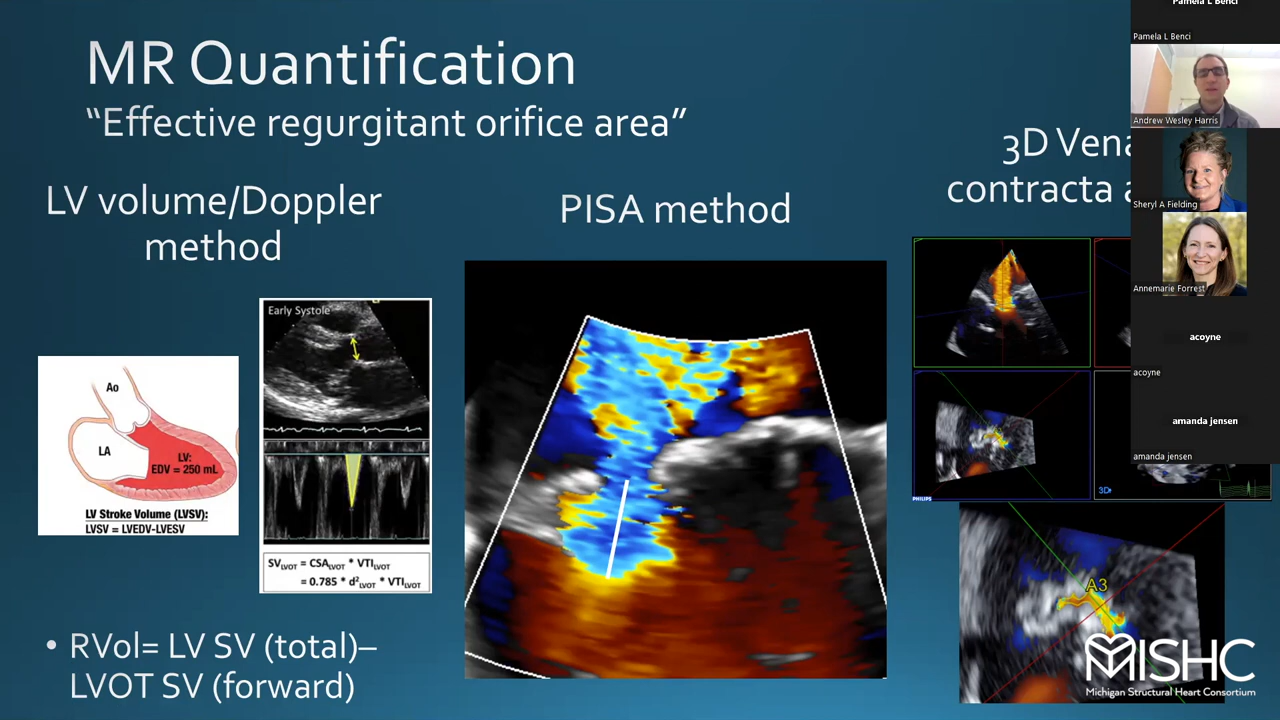 MR Quantification
“Effective regurgitant orifice area”
LV volume/Doppler
method
PISA method
3D Vena
contracta a
Early Systole
Ao
LA
LV:
EDV = 250 mL
LV Stroke Volume (LVSV):
LVSV = LVEDV-LVESV
SVLVOT = CSALVOT * VTILVOT
= 0.785 * d²LVOT * VTILVOT
• RVol= LV SV (total)–
LVOT SV (forward)
PHILIPS
3D
A3
MISHC
Michigan Structural Heart Consortium
Pamela L Benci
Pamela L Benci
Andrew Wesley Harris
Sheryl A Fielding
Annemarie Forrest
acoyne
acoyne
amanda jensen
amanda jensen